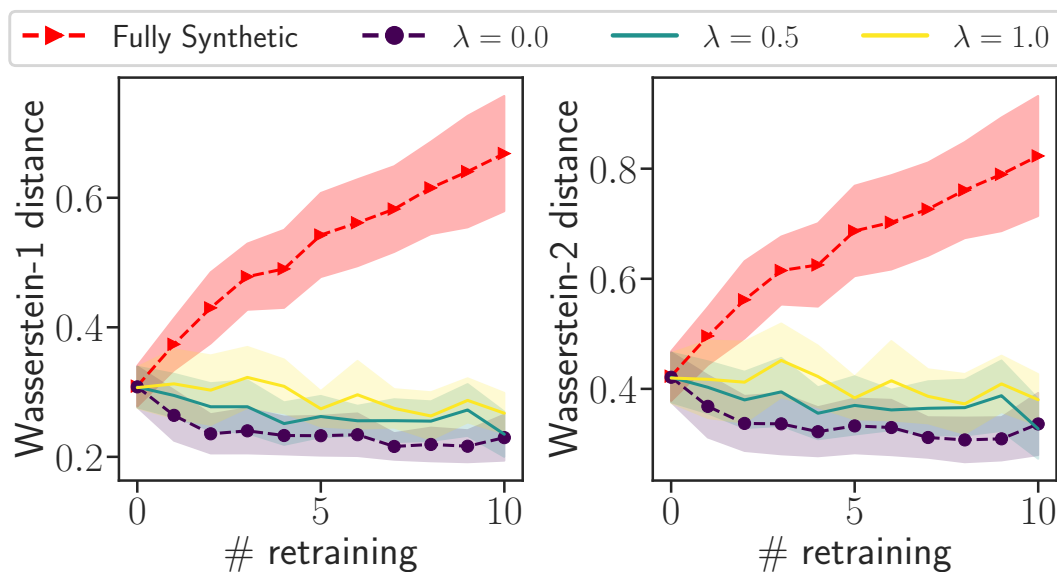 Fully Synthetic λ = 0.0 λ = 0.5 λ = 1.0
Wasserstein-1 distance
0.6
0.4
0.2
0 5 10
# retraining
Wasserstein-2 distance
0.8
0.6
0.4
0 5 10
# retraining